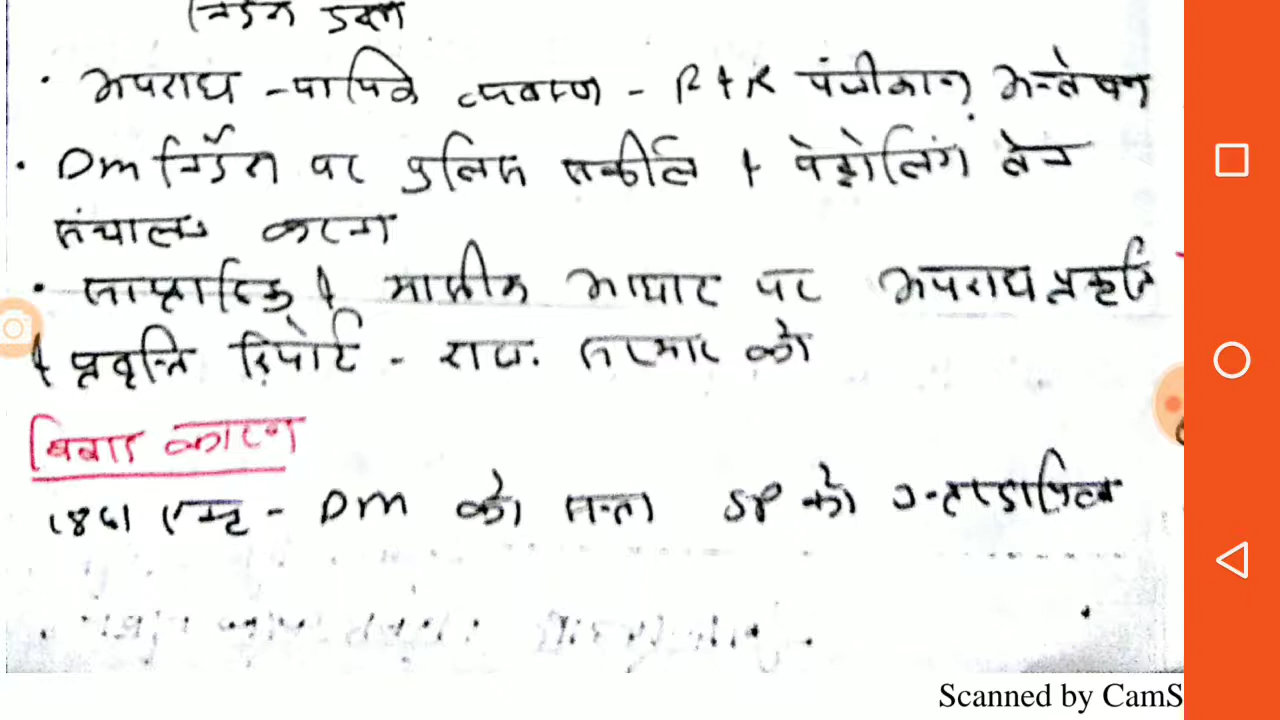 • अपराध - न्यायिक व्यवस्था - FIR पंजीकरण, अन्वेषण
• DM निर्देश पर पुलिस सर्किल + पेट्रोलिंग
संचालन करना
• साप्ताहिक + मासिक आधार पर अपराध प्रकृति
+ प्रवृत्ति रिपोर्ट - राज्य. सरकार को
विवाद कारण
1861 एक्ट - DM को सत्ता SP को उत्तरदायित्व
Scanned by CamS